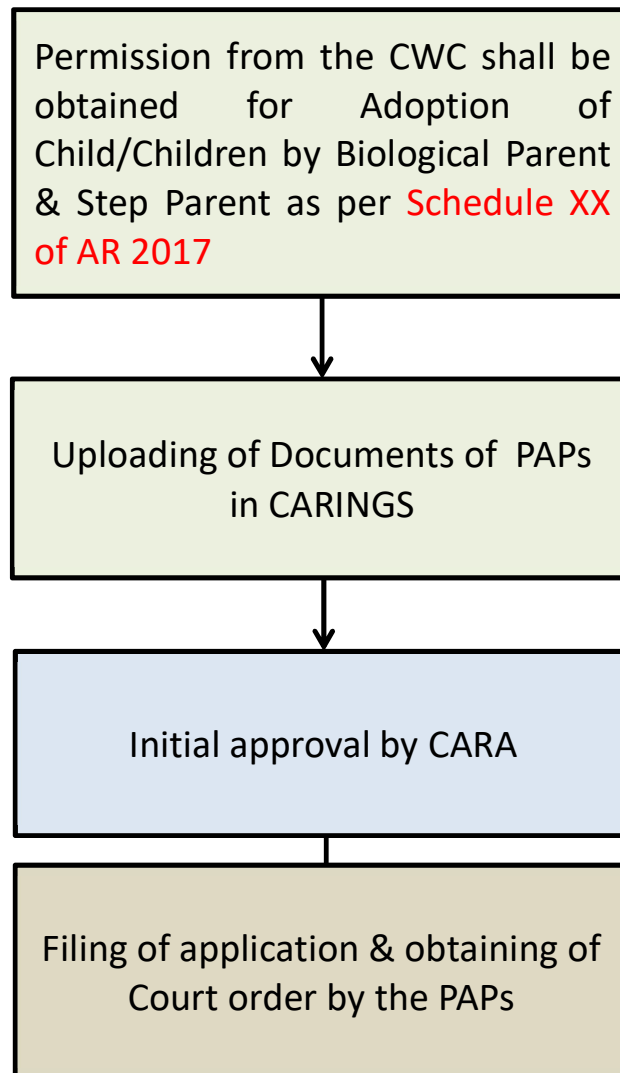 Permission from the CWC shall be
obtained for Adoption of
Child/Children by Biological Parent
& Step Parent as per Schedule XX
of AR 2017
Uploading of Documents of PAPs
in CARINGS
Initial approval by CARA
Filing of application & obtaining of
Court order by the PAPs